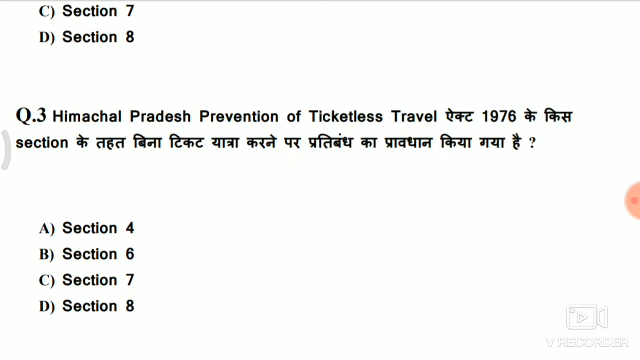 C) Section 7
D) Section 8
Q.3 Himachal Pradesh Prevention of Ticketless Travel ऐक्ट 1976 के किस
section के तहत बिना टिकट यात्रा करने पर प्रतिबंध का प्रावधान किया गया है ?
A) Section 4
B) Section 6
C) Section 7
D) Section 8
V RECORDER